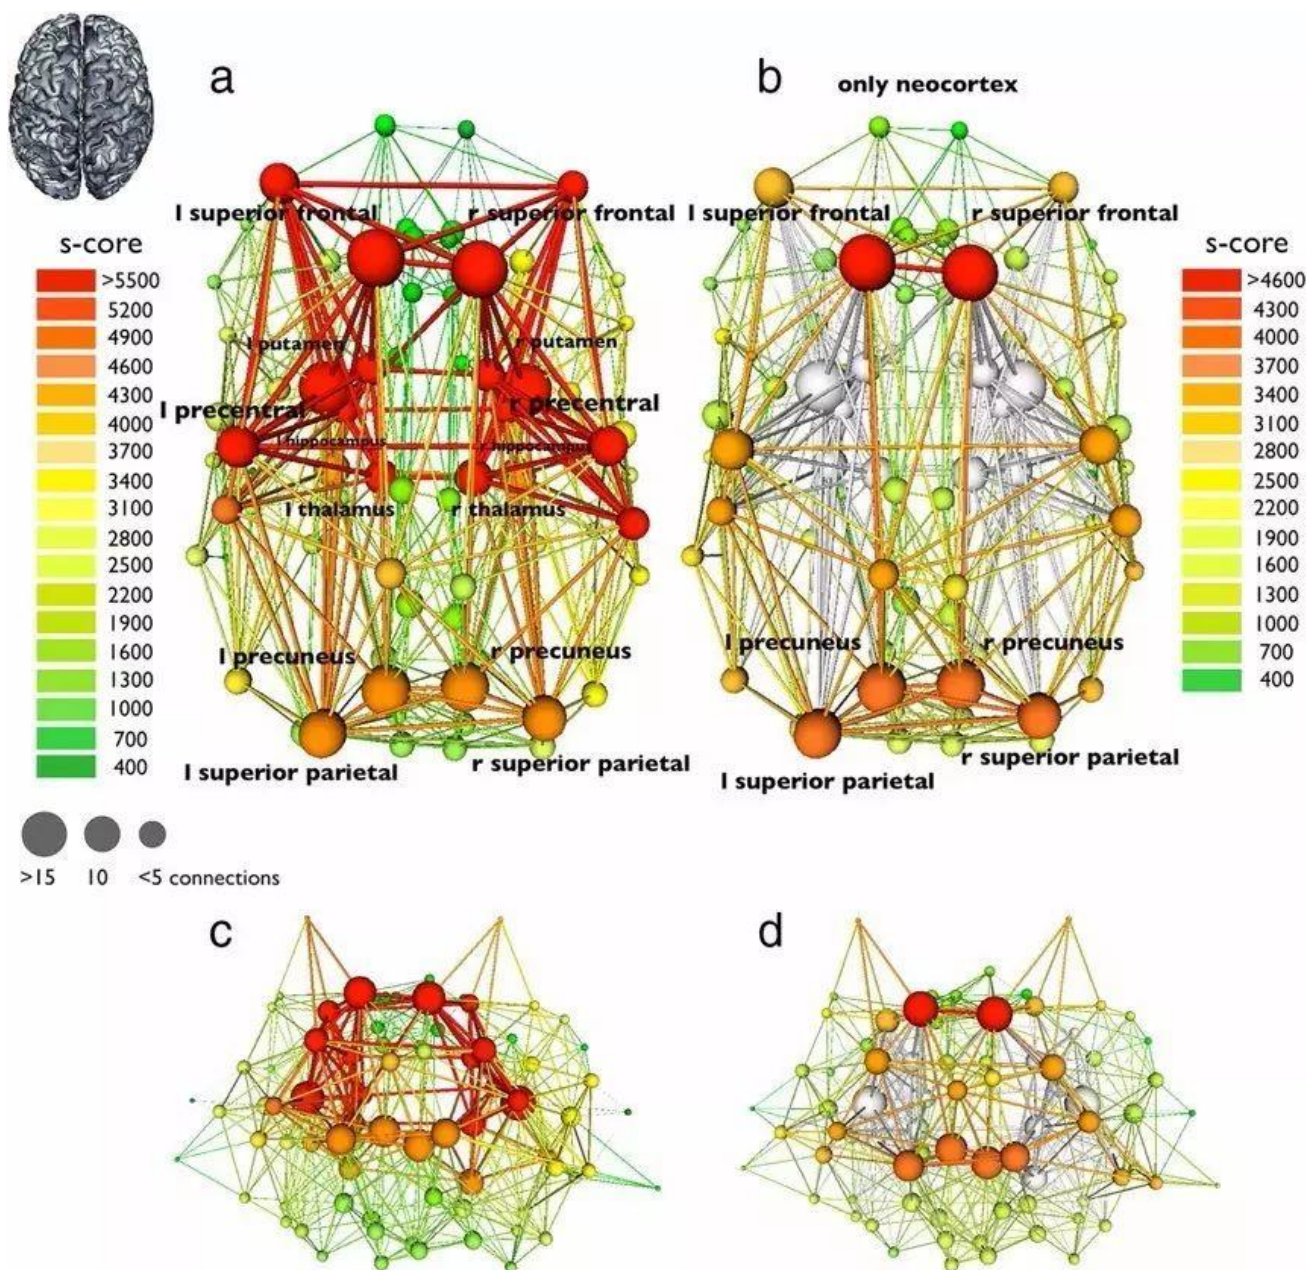 a
b
only neocortex
l superior frontal
r superior frontal
l superior frontal
r superior frontal
s-core
>5500
5200
4900
4600
4300
4000
3700
3400
3100
2800
2500
2200
1900
1600
1300
1000
700
400
s-core
>4600
4300
4000
3700
3400
3100
2800
2500
2200
1900
1600
1300
1000
700
400
l putamen
r putamen
l precentral
r precentral
l hippocampus
r hippocampus
l thalamus
r thalamus
l precuneus
r precuneus
l precuneus
r precuneus
l superior parietal
r superior parietal
l superior parietal
r superior parietal
>15 10 <5 connections
c
d